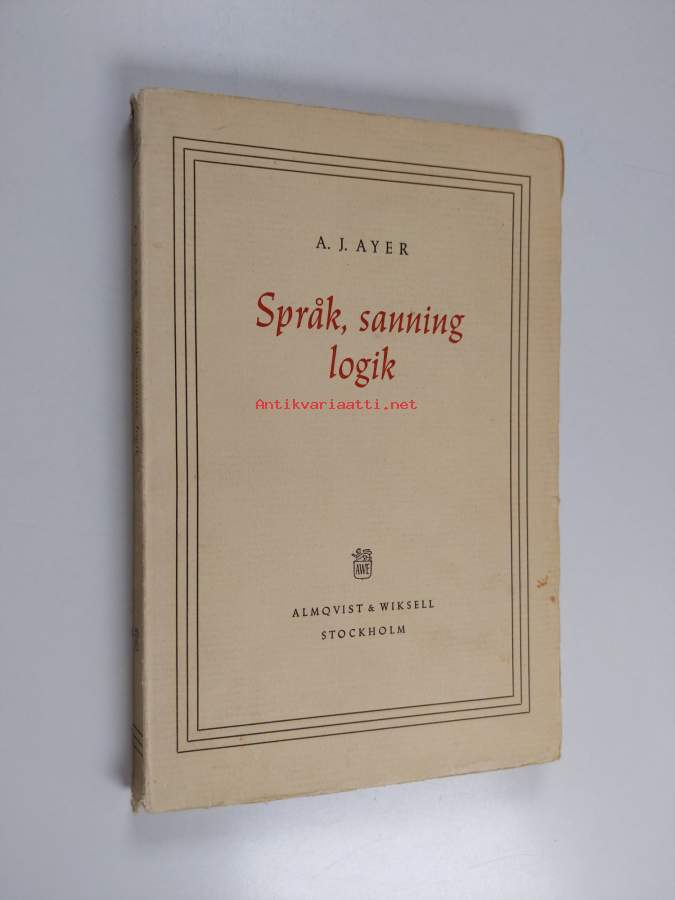 A. J. AYER
Språk, sanning
logik
Antikvariaatti.net
AWE
ALMQVIST & WIKSELL
STOCKHOLM